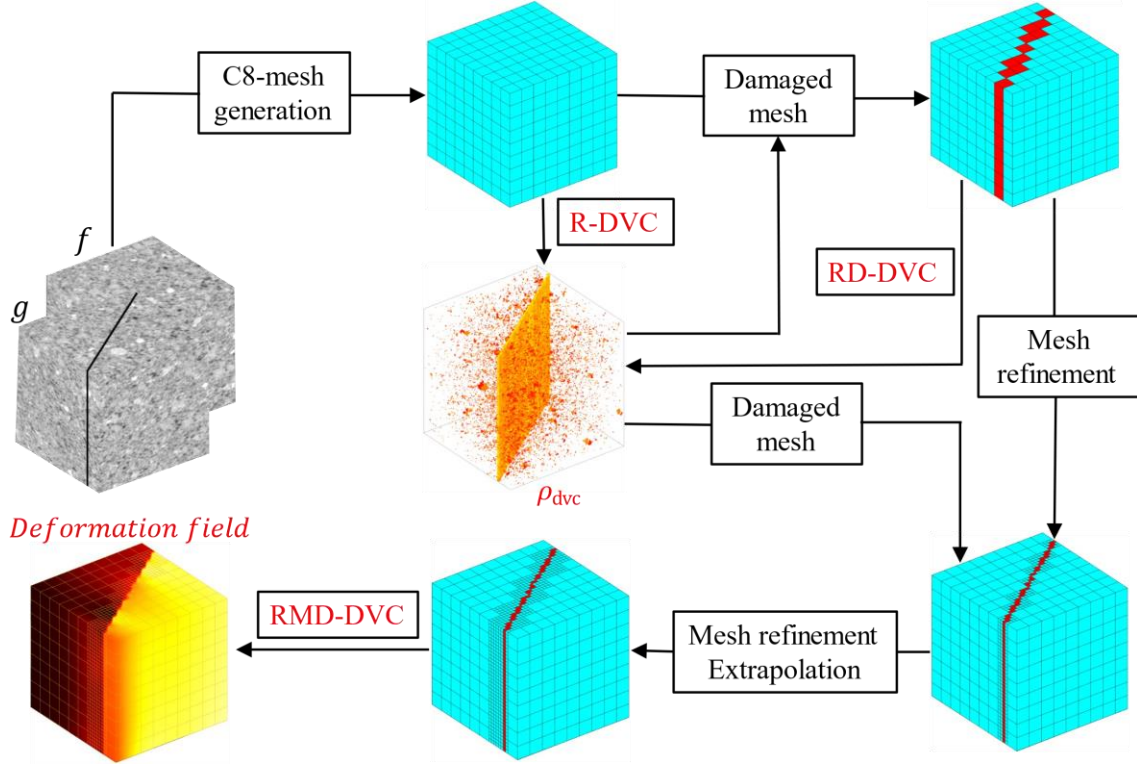 C8-mesh
generation
Damaged
mesh
R-DVC
f
g
RD-DVC
Mesh
refinement
Damaged
mesh
ρdvc
Deformation field
RMD-DVC
Mesh refinement
Extrapolation